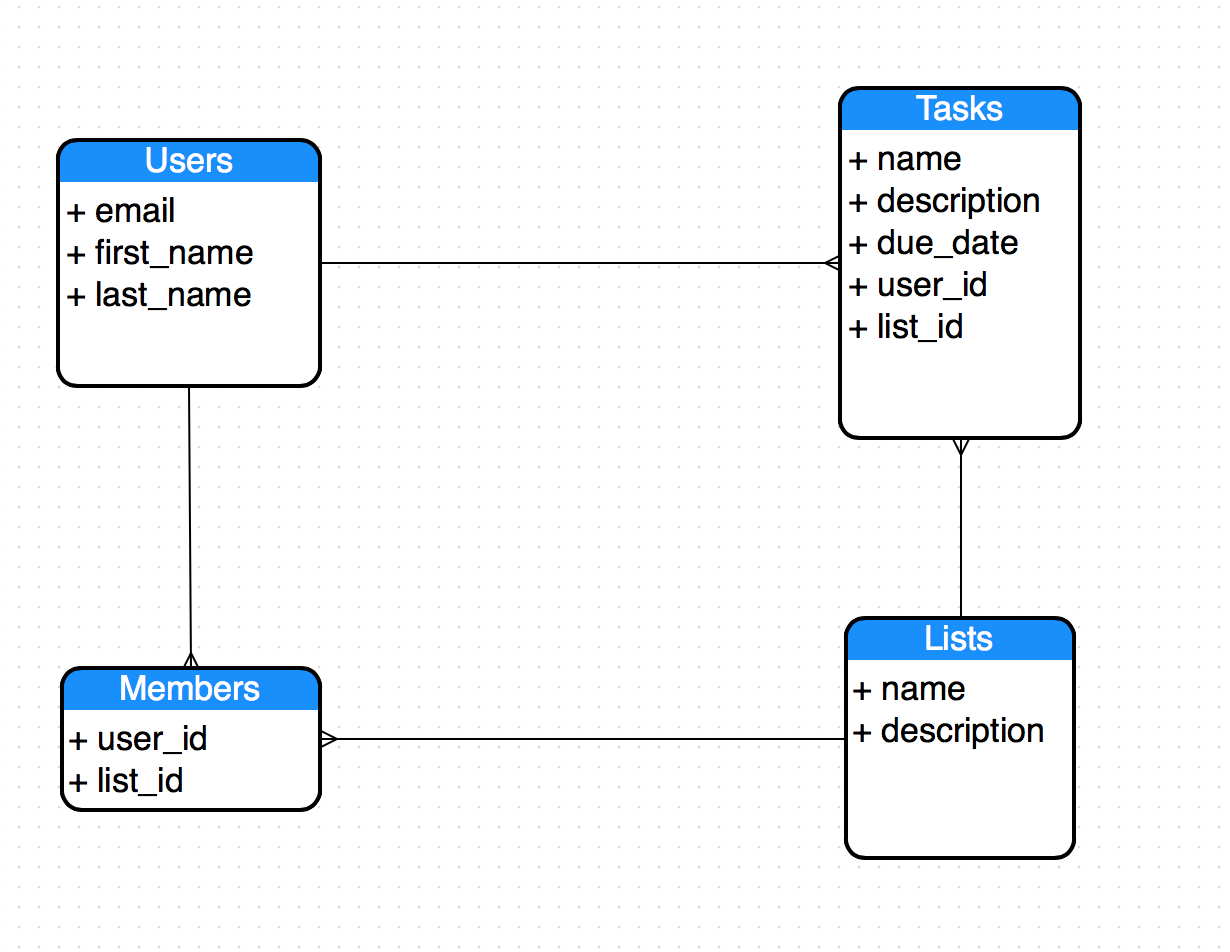 Users
+ email
+ first_name
+ last_name
Tasks
+ name
+ description
+ due_date
+ user_id
+ list_id
Members
+ user_id
+ list_id
Lists
+ name
+ description